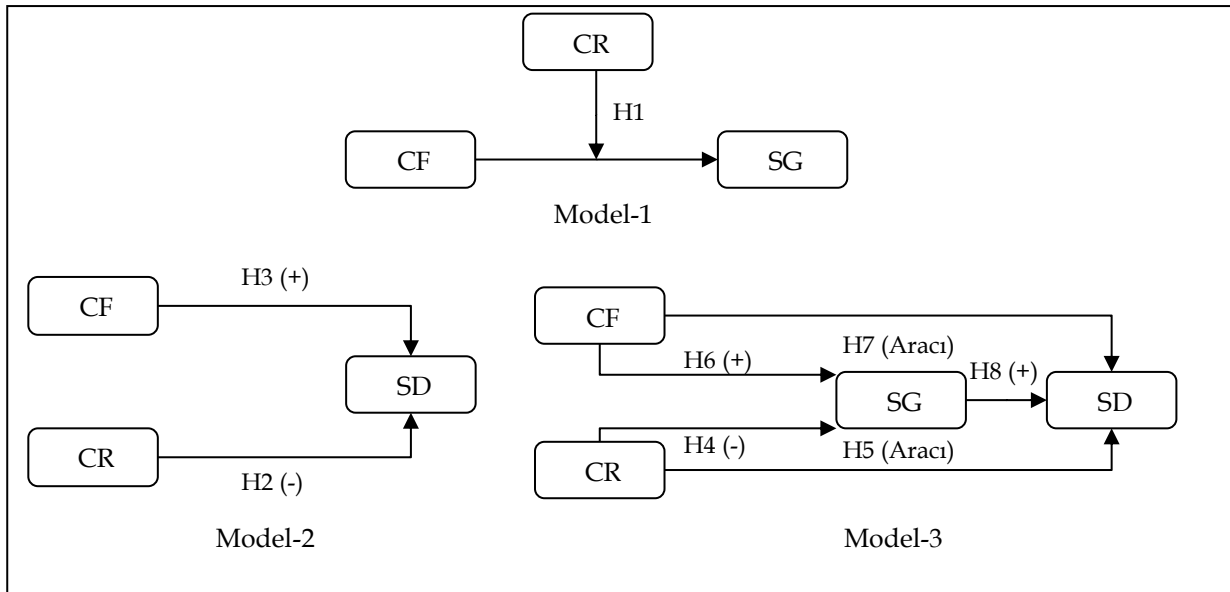 CR
H1
CF
SG
Model-1
H3 (+)
CF
SD
CR
H2 (-)
Model-2
CF
H7 (Aracı)
H6 (+)
H8 (+)
SG
SD
H4 (-)
H5 (Aracı)
CR
Model-3